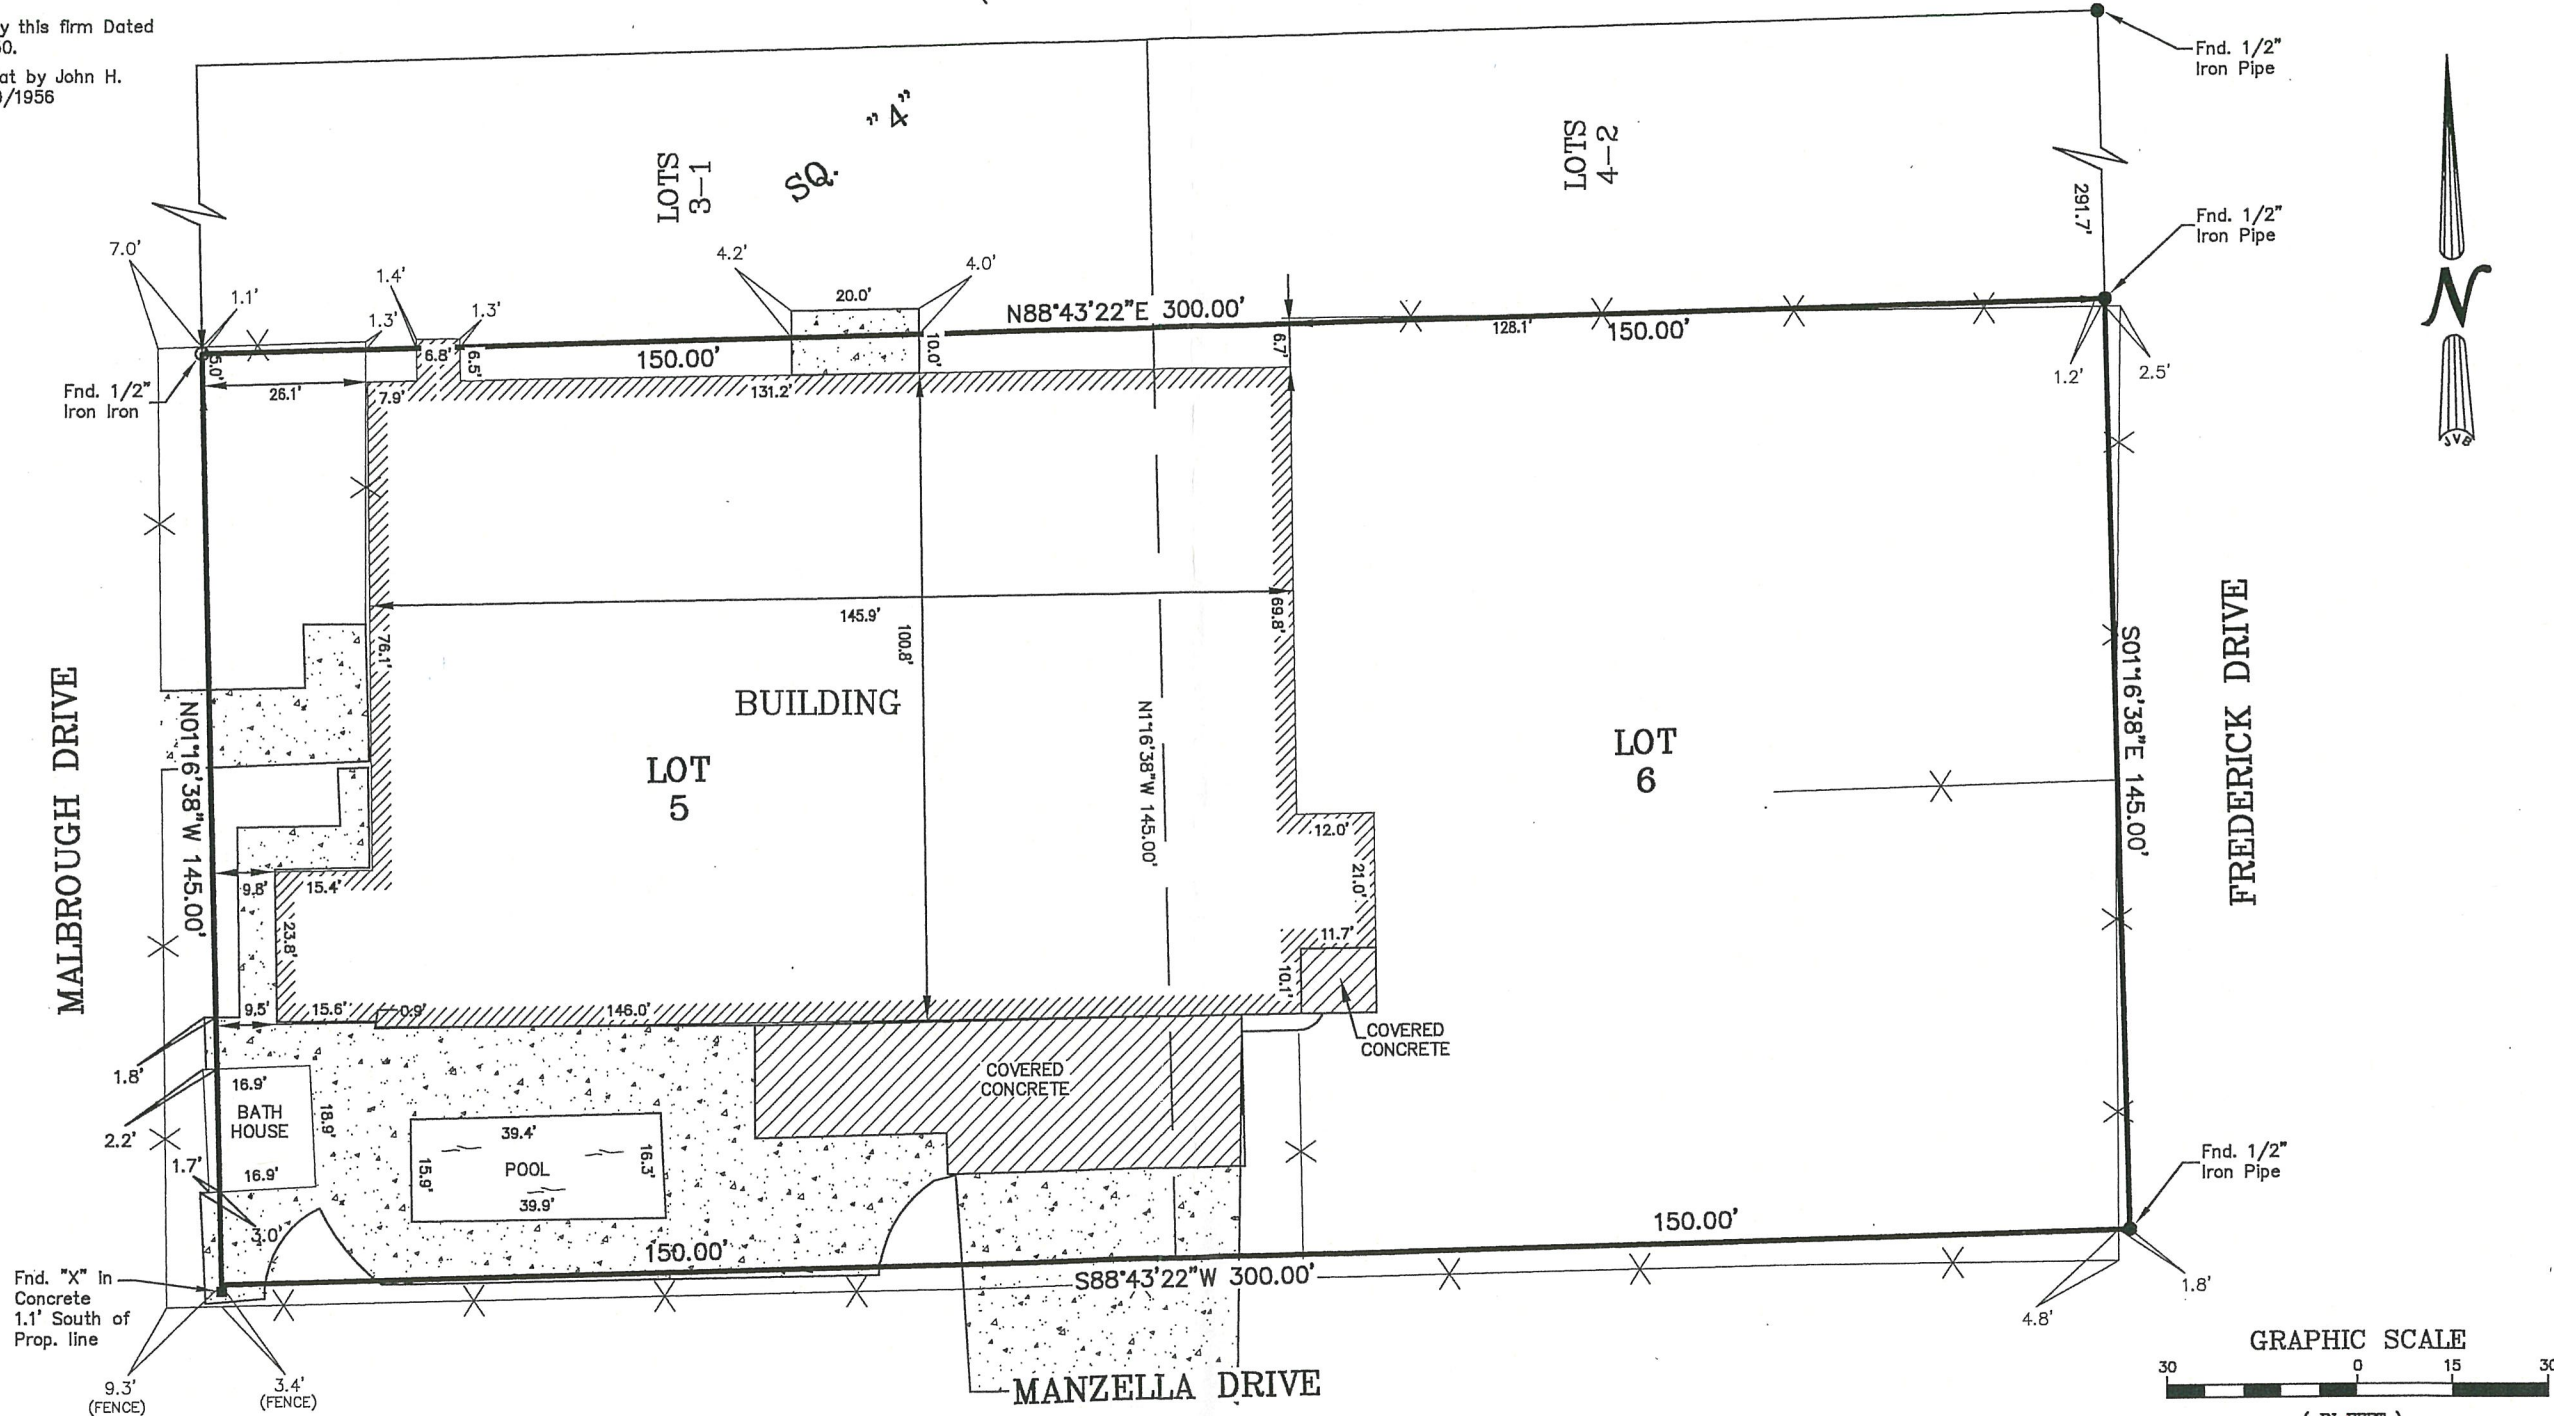 y this firm Dated
60.
at by John H.
9/1956
Fnd. 1/2"
Iron Pipe
"4"
SQ.
LOTS
3-1
LOTS
4-2
291.7'
Fnd. 1/2"
Iron Pipe
N
JVB
7.0'
1.1'
1.4'
1.3'
1.3'
4.2'
4.0'
20.0'
N88°43'22"E 300.00'
128.1'
150.00'
150.00'
6.8'
6.5'
10.0'
6.7'
5.0'
26.1'
7.9'
131.2'
1.2'
2.5'
Fnd. 1/2"
Iron Iron
145.9'
100.8'
76.1'
69.8'
BUILDING
LOT
5
LOT
6
N1°16'38"W 145.00'
N01°16'38"W 145.00'
S01°16'38"E 145.00'
MALBROUGH DRIVE
FREDERICK DRIVE
12.0'
21.0'
11.7'
10.1'
9.8'
15.4'
23.8'
9.5'
15.6'
0.9'
146.0'
COVERED
CONCRETE
COVERED
CONCRETE
1.8'
2.2'
16.9'
BATH
HOUSE
18.9'
16.9'
1.7'
3.0'
39.4'
15.9'
POOL
16.3'
39.9'
150.00'
150.00'
S88°43'22"W 300.00'
Fnd. 1/2"
Iron Pipe
1.8'
4.8'
Fnd. "X" in
Concrete
1.1' South of
Prop. line
9.3'
(FENCE)
3.4'
(FENCE)
MANZELLA DRIVE
GRAPHIC SCALE
30 0 15 30